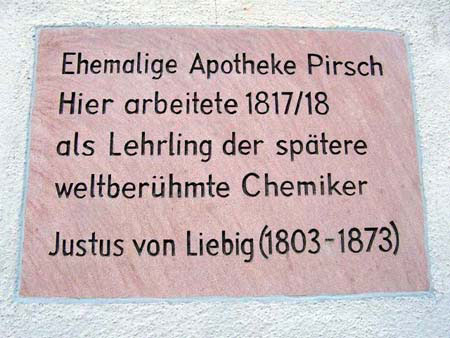 Ehemalige Apotheke Pirsch
Hier arbeitete 1817/18
als Lehrling der spätere
weltberühmte Chemiker
Justus von Liebig (1803-1873)